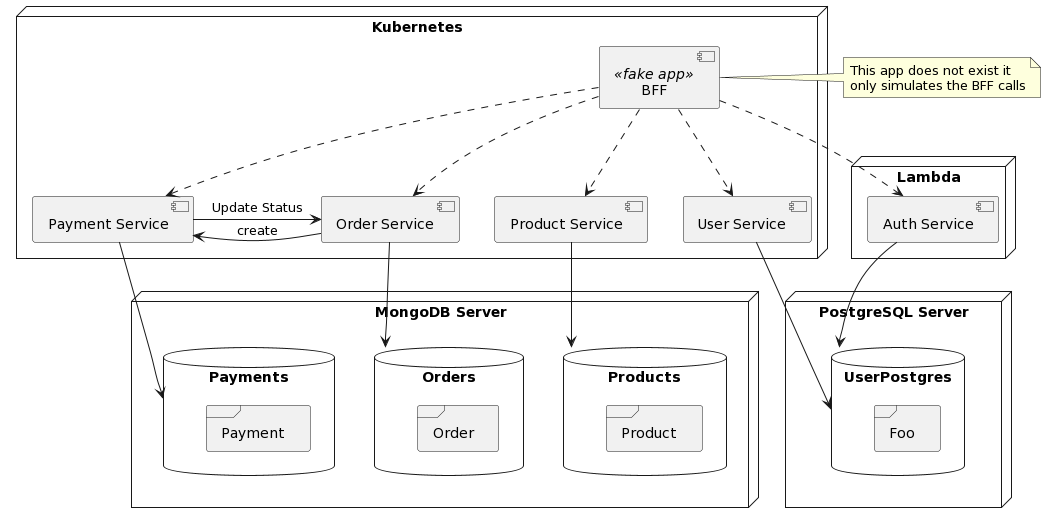 Kubernetes
«fake app»
BFF
This app does not exist it
only simulates the BFF calls
Lambda
Payment Service
Update Status
create
Order Service
Product Service
User Service
Auth Service
MongoDB Server
PostgreSQL Server
Payments
Orders
Products
UserPostgres
Payment
Order
Product
Foo